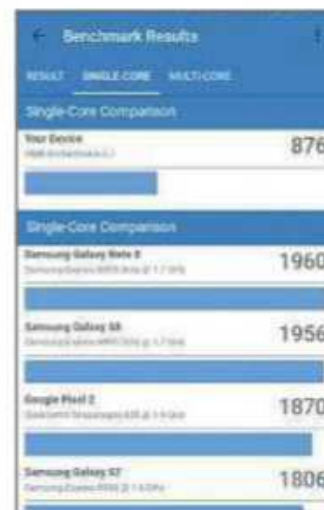 Benchmark Results
RESULT SINGLE-CORE MULTI-CORE
Single-Core Comparison
Your Device 876
Single-Core Comparison
Samsung Galaxy Note 8 1960
Samsung Galaxy S8 1956
Google Pixel 2 1870
Samsung Galaxy S7 1806